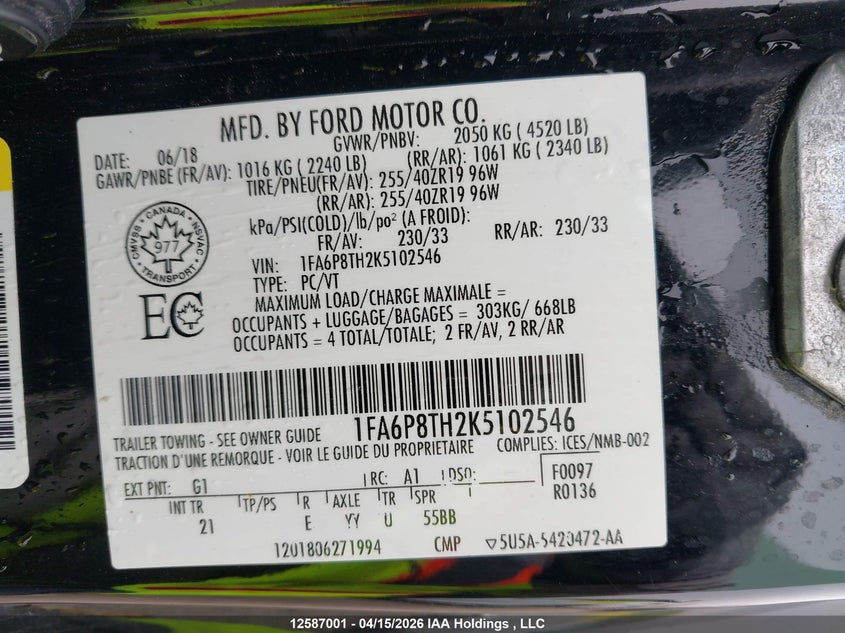 MFD. BY FORD MOTOR CO.
DATE: 06/18 GVWR/PNBV: 2050 KG ( 4520 LB)
GAWR/PNBE (FR/AV): 1016 KG ( 2240 LB) (RR/AR): 1061 KG ( 2340 LB)
TIRE/PNEU(FR/AV): 255/40ZR19 96W
(RR/AR): 255/40ZR19 96W
kPa/PSI(COLD)/lb/po² (A FROID):
FR/AV: 230/33 RR/AR: 230/33
VIN: 1FA6P8TH2K5102546
TYPE: PC/VT
MAXIMUM LOAD/CHARGE MAXIMALE =
OCCUPANTS + LUGGAGE/BAGAGES = 303KG/ 668LB
OCCUPANTS = 4 TOTAL/TOTALE; 2 FR/AV, 2 RR/AR
CANADA
CMVSS NSVAC
977
TRANSPORT
EC
1FA6P8TH2K5102546
TRAILER TOWING - SEE OWNER GUIDE COMPLIES: ICES/NMB-002
TRACTION D'UNE REMORQUE - VOIR LE GUIDE DU PROPRIETAIRE
EXT PNT: G1 RC: A1 DSO: F0097
R0136
INT TR TP/PS R AXLE TR SPR
21 E YY U 55BB
1201806271994 CMP ▽5U5A-5420472-AA
12587001 - 04/15/2026 IAA Holdings , LLC